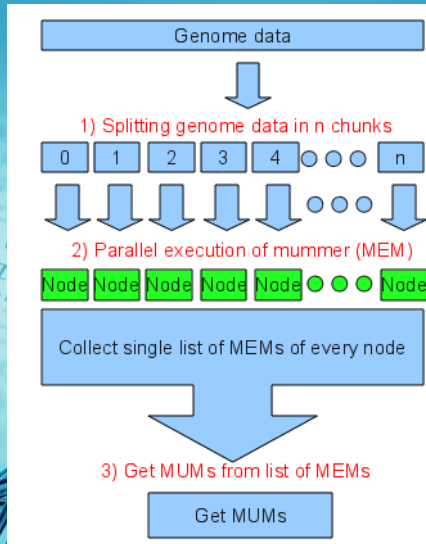 Genome data
1) Splitting genome data in n chunks
0 1 2 3 4 n
2) Parallel execution of mummer (MEM)
Node Node Node Node Node Node
Collect single list of MEMs of every node
3) Get MUMs from list of MEMs
Get MUMs